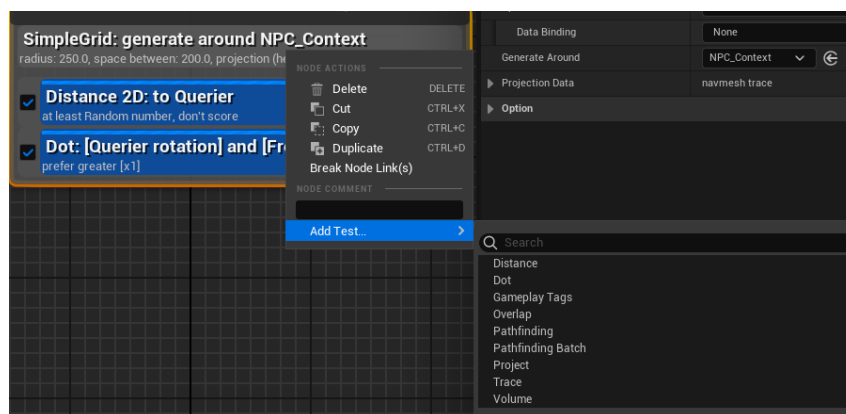 SimpleGrid: generate around NPC_Context
radius: 250.0, space between: 200.0, projection
Distance 2D: to Querier
at least Random number, don't score
Dot: [Querier rotation] and
prefer greater [x1]
NODE ACTIONS
Delete DELETE
Cut CTRL+X
Copy CTRL+C
Duplicate CTRL+D
Break Node Link(s)
NODE COMMENT
Add Test...
Data Binding None
Generate Around NPC_Context
Projection Data navmesh trace
Option
Search
Distance
Dot
Gameplay Tags
Overlap
Pathfinding
Pathfinding Batch
Project
Trace
Volume